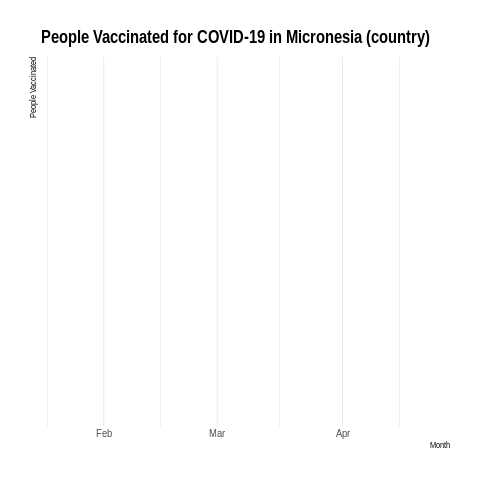 People Vaccinated for COVID-19 in Micronesia (country)
People Vaccinated
Feb Mar Apr
Month